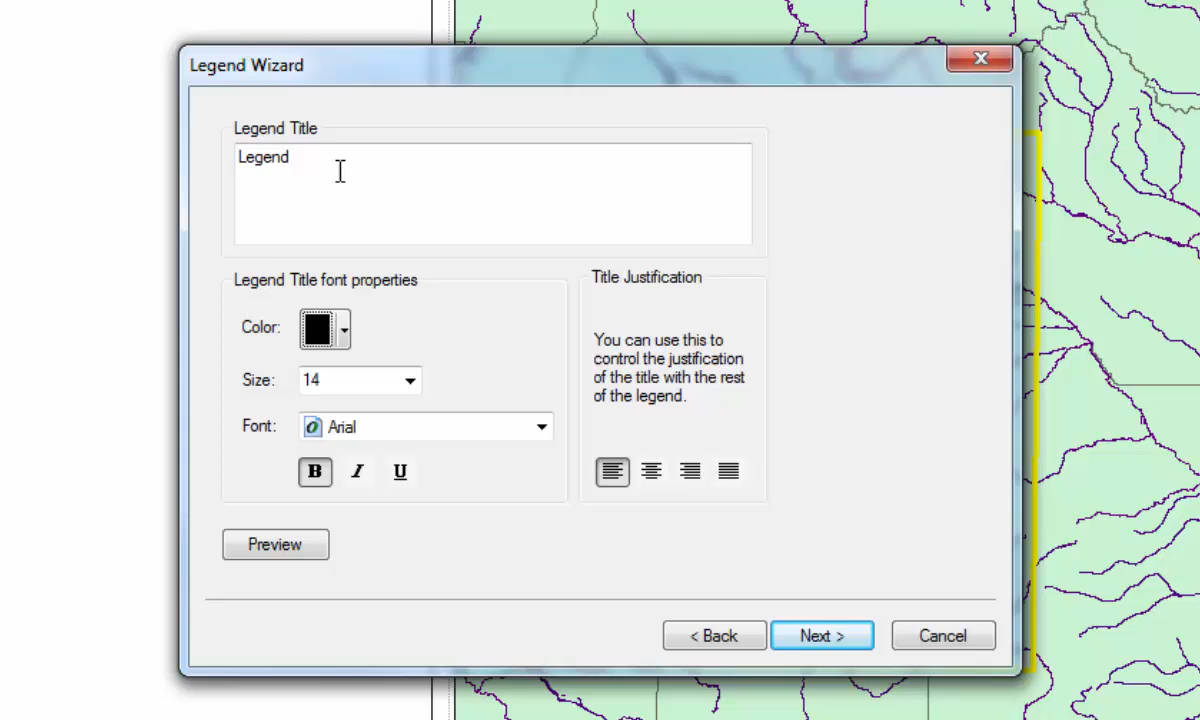 Legend Wizard
Legend Title
Legend
Legend Title font properties
Title Justification
Color:
You can use this to
control the justification
of the title with the rest
of the legend.
Size: 14
Font: Arial
B I U
Preview
< Back Next > Cancel